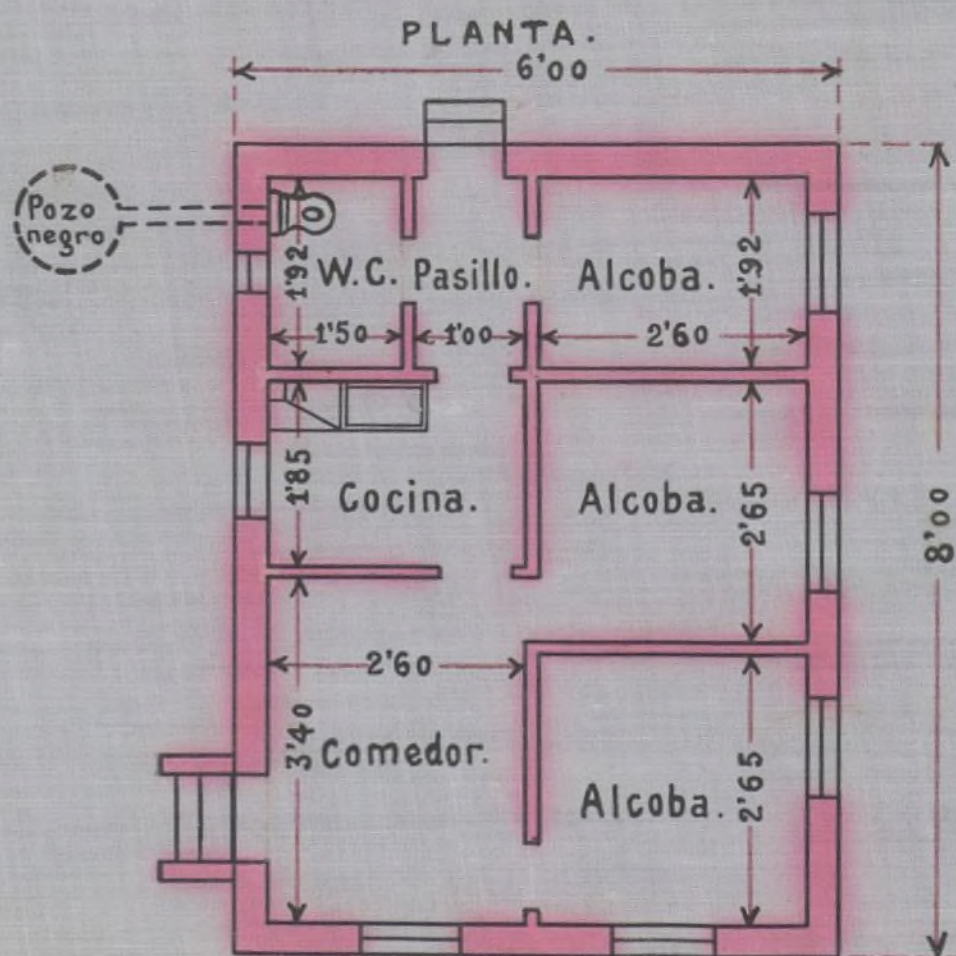 PLANTA.
6'00
Pozo
negro
W.C. Pasillo. Alcoba.
1'92
1'92
1'50
1'00
2'60
1'85
Cocina.
Alcoba.
2'65
8'00
2'60
3'40
Comedor.
Alcoba.
2'65